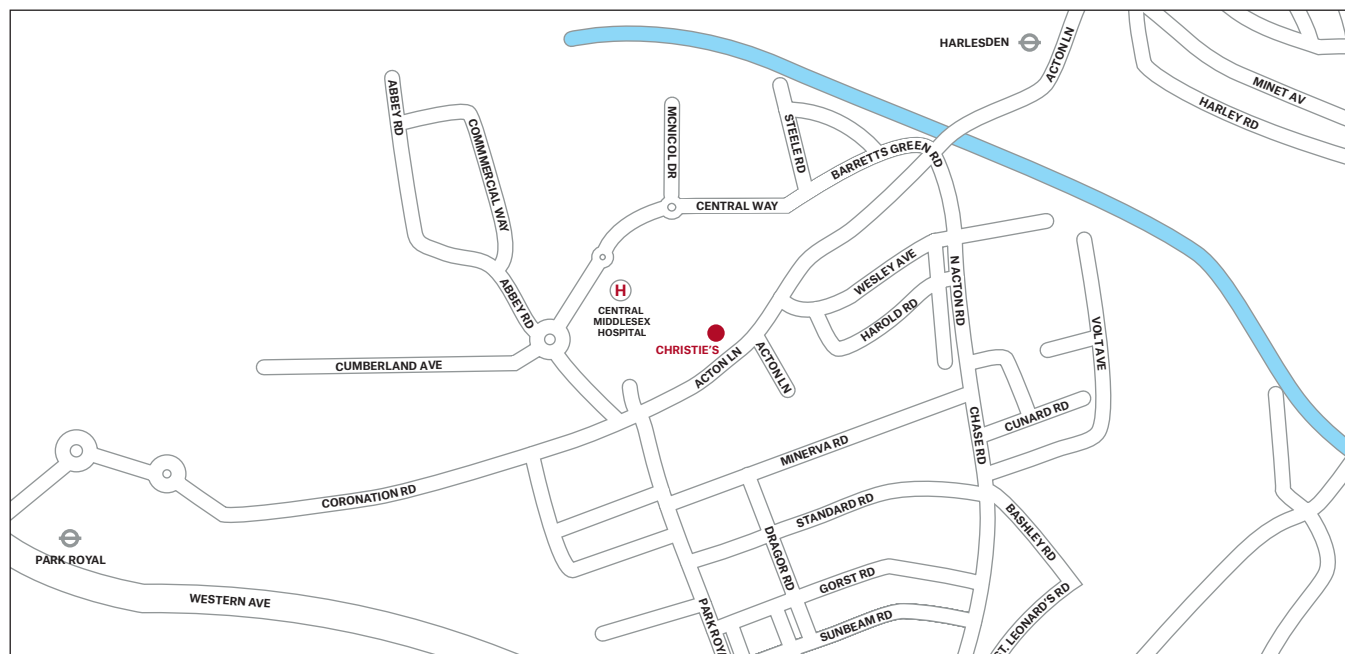 HARLESDEN
ACTON LN
MINET AV
HARLEY RD
ABBEY RD
COMMMERCIAL WAY
MCNICOL DR
STEELE RD
BARRETTS GREEN RD
CENTRAL WAY
WESLEY AVE
N ACTON RD
ABBEY RD
H
CENTRAL
MIDDLESEX
HOSPITAL
HAROLD RD
VOLT AVE
CHRISTIE'S
ACTON LN
ACTON LN
CUMBERLAND AVE
CUNARD RD
CHASE RD
MINERVA RD
CORONATION RD
STANDARD RD
BASHLEY RD
PARK ROYAL
DRAGOR RD
GORST RD
WESTERN AVE
PARK ROYA
SUNBEAM RD
ST. LEONARD'S RD